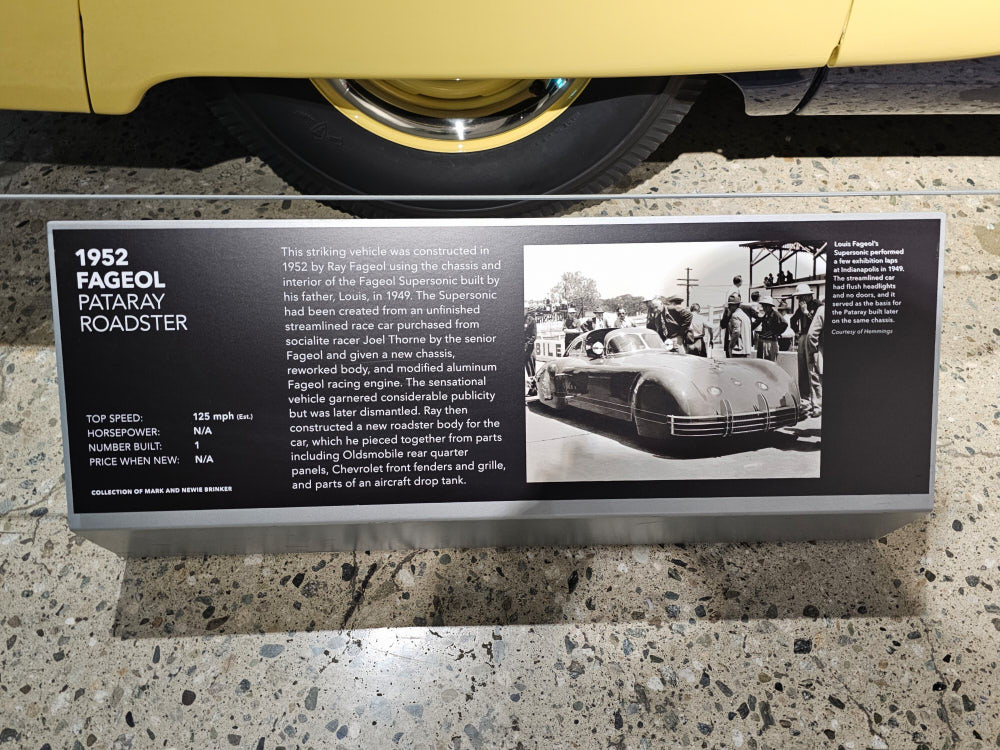 1952
FAGEOL
PATARAY
ROADSTER
TOP SPEED: 125 mph (Est.)
HORSEPOWER: N/A
NUMBER BUILT: 1
PRICE WHEN NEW: N/A
COLLECTION OF MARK AND NEWIE BRINKER
This striking vehicle was constructed in
1952 by Ray Fageol using the chassis and
interior of the Fageol Supersonic built by
his father, Louis, in 1949. The Supersonic
had been created from an unfinished
streamlined race car purchased from
socialite racer Joel Thorne by the senior
Fageol and given a new chassis,
reworked body, and modified aluminum
Fageol racing engine. The sensational
vehicle garnered considerable publicity
but was later dismantled. Ray then
constructed a new roadster body for the
car, which he pieced together from parts
including Oldsmobile rear quarter
panels, Chevrolet front fenders and grille,
and parts of an aircraft drop tank.
BILE
Louis Fageol's
Supersonic performed
a few exhibition laps
at Indianapolis in 1949.
The streamlined car
had flush headlights
and no doors, and it
served as the basis for
the Pataray built later
on the same chassis.
Courtesy of Hemmings